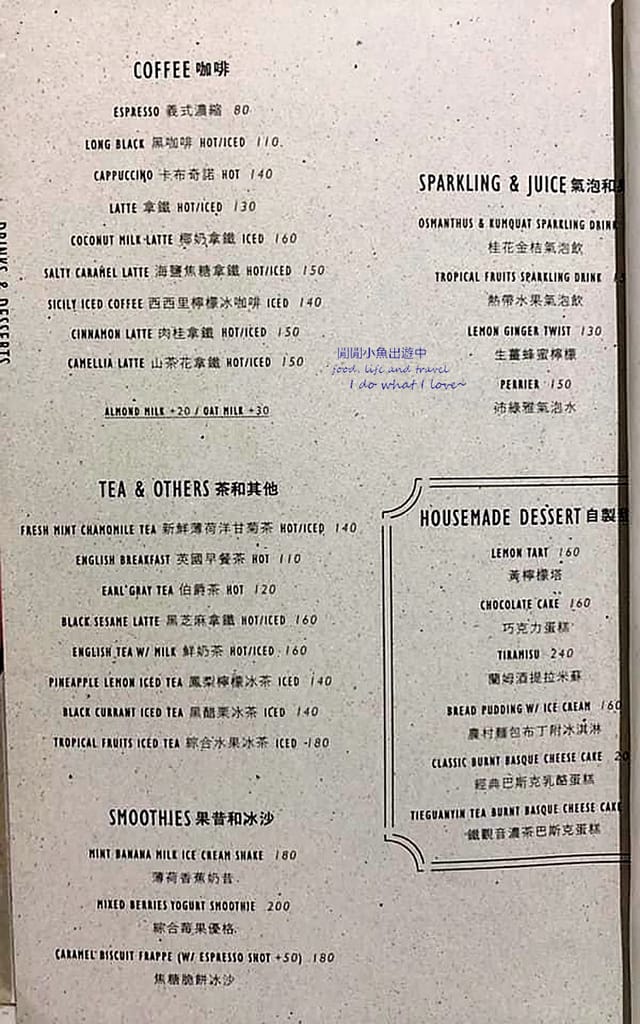 DRINKS & DESSERTS
COFFEE 咖啡
ESPRESSO 義式濃縮 80
LONG BLACK 黑咖啡 HOT/ICED 110
CAPPUCCINO 卡布奇諾 HOT 140
LATTE 拿鐵 HOT/ICED 130
COCONUT MILK LATTE 椰奶拿鐵 ICED 160
SALTY CARAMEL LATTE 海鹽焦糖拿鐵 HOT/ICED 150
SICILY ICED COFFEE 西西里檸檬冰咖啡 ICED 140
CINNAMON LATTE 肉桂拿鐵 HOT/ICED 150
CAMELLIA LATTE 山茶花拿鐵 HOT/ICED 150
ALMOND MILK +20 / OAT MILK +30
TEA & OTHERS 茶和其他
FRESH MINT CHAMOMILE TEA 新鮮薄荷洋甘菊茶 HOT/ICED 140
ENGLISH BREAKFAST 英國早餐茶 HOT 110
EARL GRAY TEA 伯爵茶 HOT 120
BLACK SESAME LATTE 黑芝麻拿鐵 HOT/ICED 160
ENGLISH TEA W/ MILK 鮮奶茶 HOT/ICED 160
PINEAPPLE LEMON ICED TEA 鳳梨檸檬冰茶 ICED 140
BLACK CURRANT ICED TEA 黑醋栗冰茶 ICED 140
TROPICAL FRUITS ICED TEA 綜合水果冰茶 ICED 180
SMOOTHIES 果昔和冰沙
MINT BANANA MILK ICE CREAM SHAKE 180
薄荷香蕉奶昔
MIXED BERRIES YOGURT SMOOTHIE 200
綜合莓果優格
CARAMEL BISCUIT FRAPPE (W/ ESPRESSO SHOT +50) 180
焦糖脆餅冰沙
SPARKLING & JUICE 氣泡和
OSMANTHUS & KUMQUAT SPARKLING DRINK
桂花金桔氣泡飲
TROPICAL FRUITS SPARKLING DRINK
熱帶水果氣泡飲
LEMON GINGER TWIST 130
生薑蜂蜜檸檬
PERRIER 150
沛綠雅氣泡水
閒閒小魚出遊中
food, life and travel
I do what I love~
HOUSEMADE DESSERT 自製
LEMON TART 160
黃檸檬塔
CHOCOLATE CAKE 160
巧克力蛋糕
TIRAMISU 240
蘭姆酒提拉米蘇
BREAD PUDDING W/ ICE CREAM 160
農村麵包布丁附冰淇淋
CLASSIC BURNT BASQUE CHEESE CAKE
經典巴斯克乳酪蛋糕
TIEGUANYIN TEA BURNT BASQUE CHEESE CAKE
鐵觀音濃茶巴斯克蛋糕